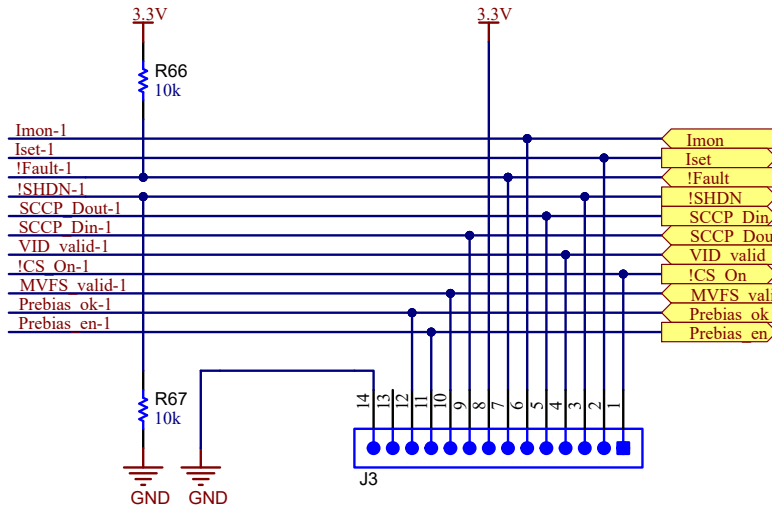 3.3V
3.3V
R66
10k
Imon-1
Imon
Iset-1
Iset
!Fault-1
!Fault
!SHDN-1
!SHDN
SCCP_Dout-1
SCCP_Din
SCCP_Din-1
SCCP_Dou
VID_valid-1
VID_valid
!CS_On-1
!CS_On
MVFS_valid-1
MVFS_vali
Prebias_ok-1
Prebias_ok
Prebias_en-1
Prebias_en
R67
10k
14
13
12
11
10
9
8
7
6
5
4
3
2
1
J3
GND
GND